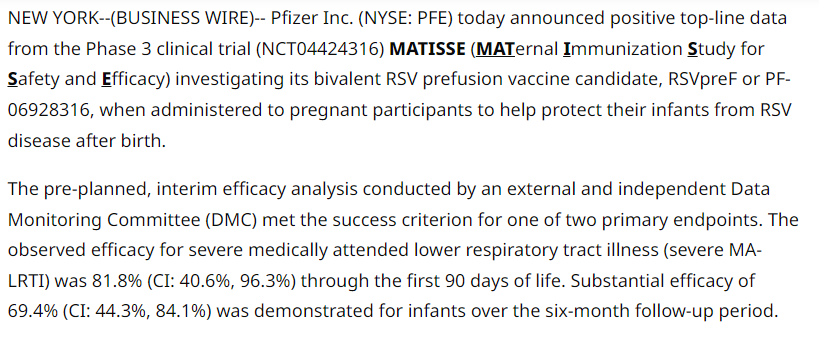 NEW YORK--(BUSINESS WIRE)-- Pfizer Inc. (NYSE: PFE) today announced positive top-line data
from the Phase 3 clinical trial (NCT04424316) MATISSE (MATernal Immunization Study for
Safety and Efficacy) investigating its bivalent RSV prefusion vaccine candidate, RSVpreF or PF-
06928316, when administered to pregnant participants to help protect their infants from RSV
disease after birth.
The pre-planned, interim efficacy analysis conducted by an external and independent Data
Monitoring Committee (DMC) met the success criterion for one of two primary endpoints. The
observed efficacy for severe medically attended lower respiratory tract illness (severe MA-
LRTI) was 81.8% (CI: 40.6%, 96.3%) through the first 90 days of life. Substantial efficacy of
69.4% (CI: 44.3%, 84.1%) was demonstrated for infants over the six-month follow-up period.